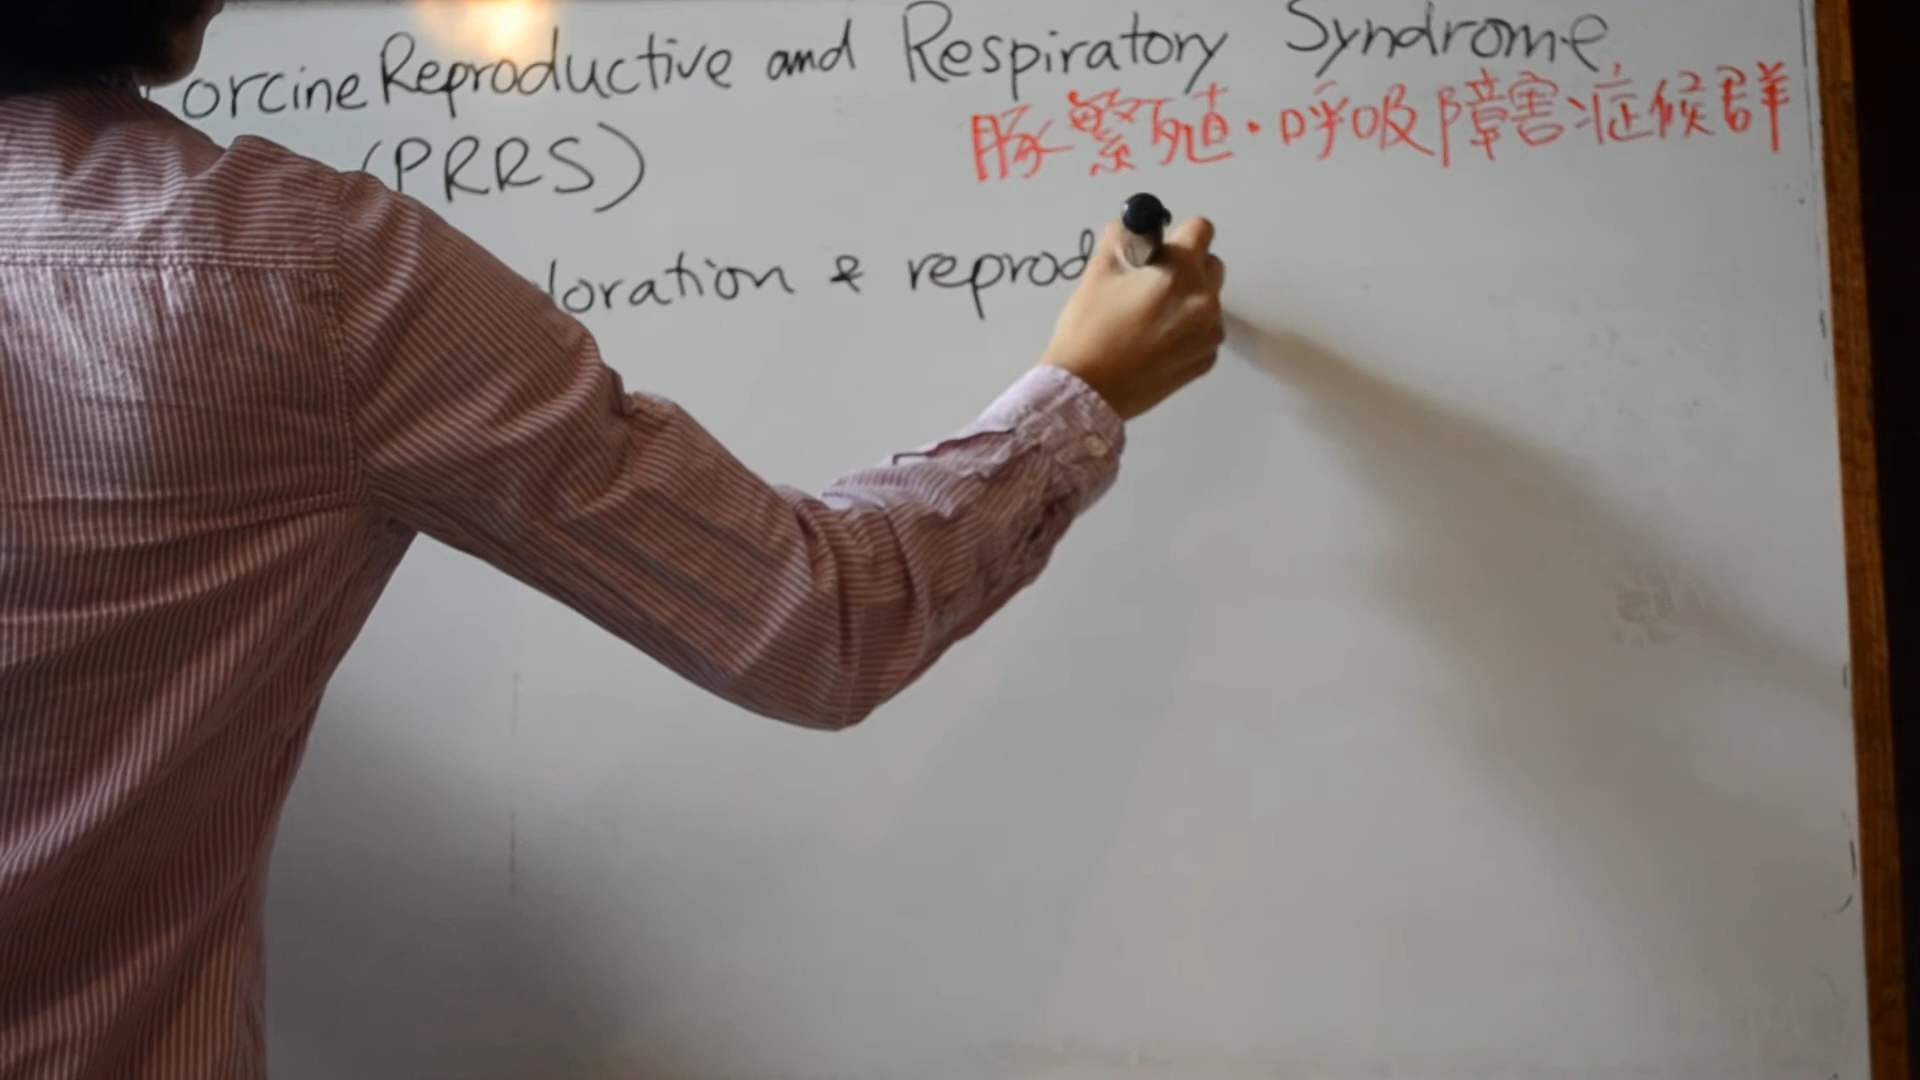 orcine Reproductive and Respiratory Syndrome
豚繁殖・呼吸障害症候群
(PRRS)
loration & reprod